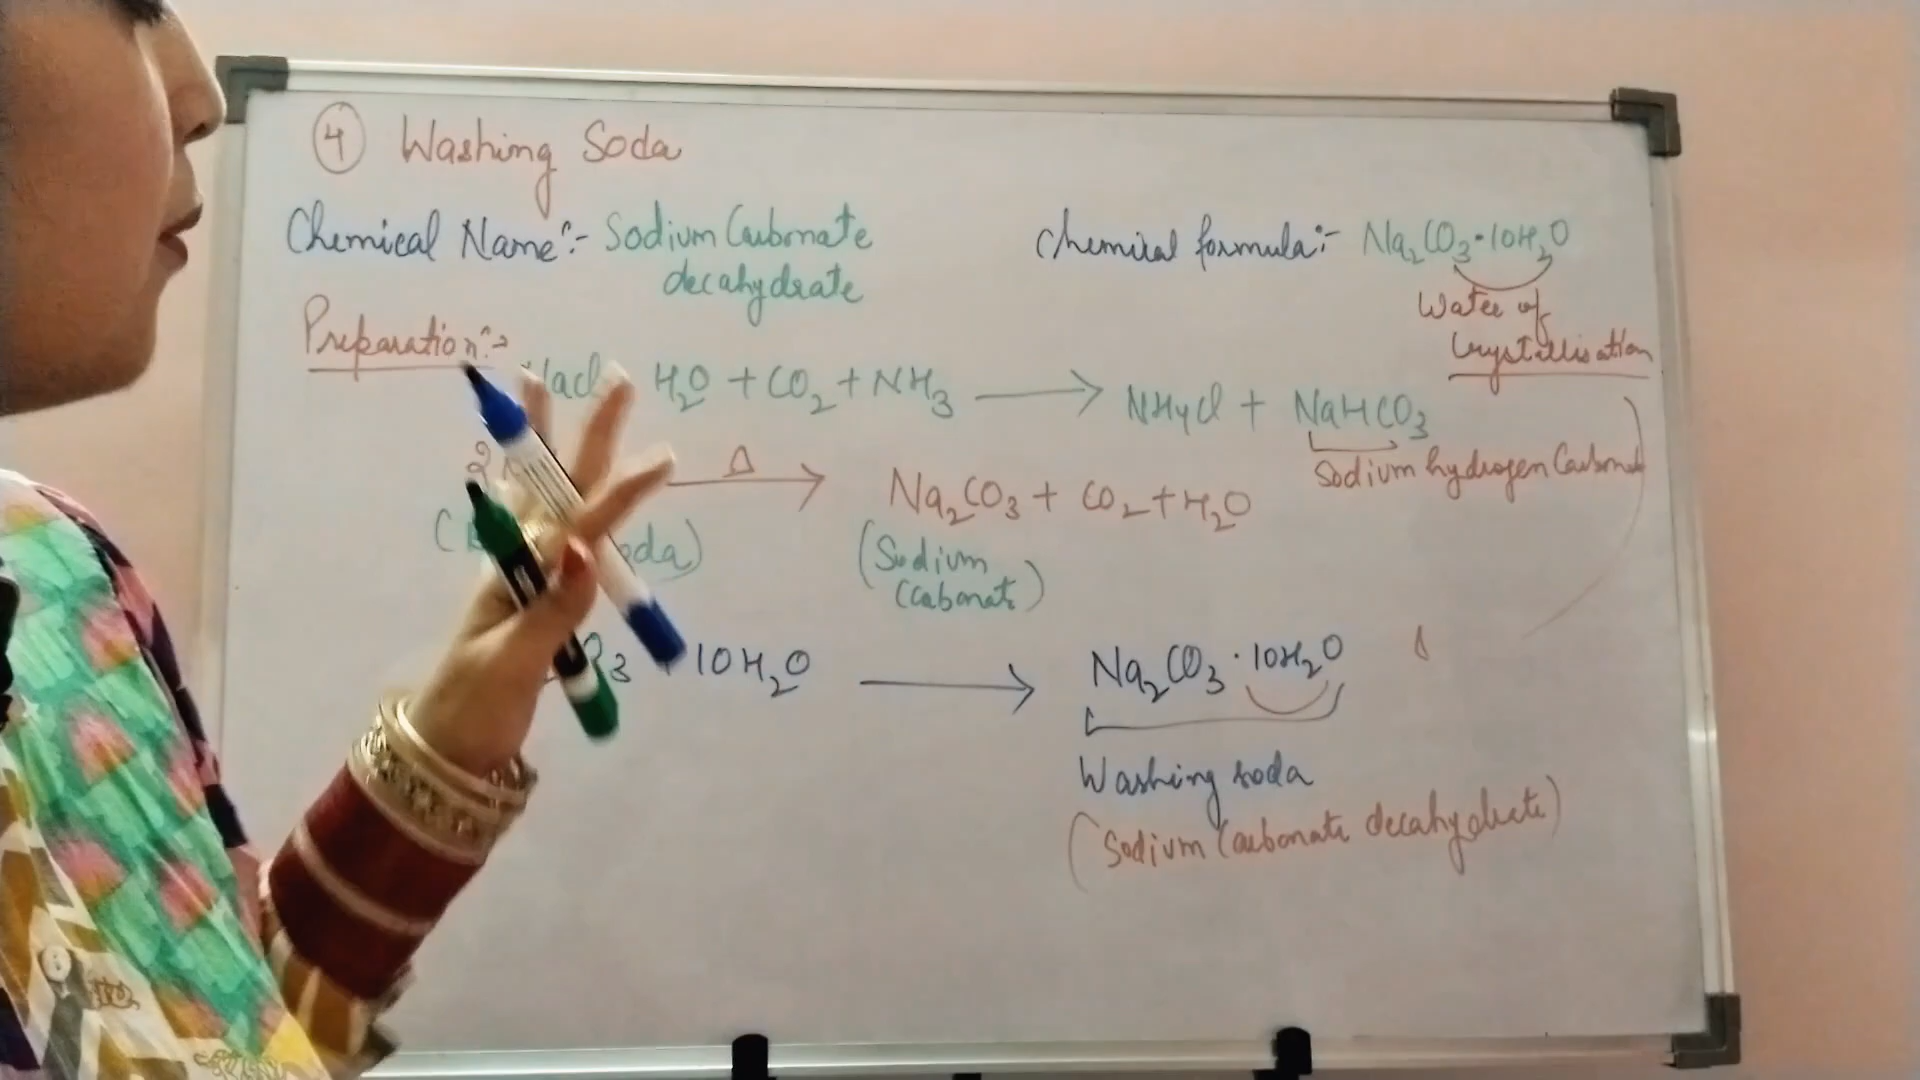 ④ Washing Soda
Chemical Name:- Sodium Carbonate
decahydrate
Chemical formula:- Na₂CO₃·10H₂O
Water of
Crystallisation
Preparation:-
H₂O + CO₂ + NH₃ → NH₄Cl + NaHCO₃
Sodium hydrogen Carbonate
Δ → Na₂CO₃ + CO₂ + H₂O
(Sodium
Carbonate)
10H₂O → Na₂CO₃·10H₂O
Washing soda
(Sodium Carbonate decahydrate)